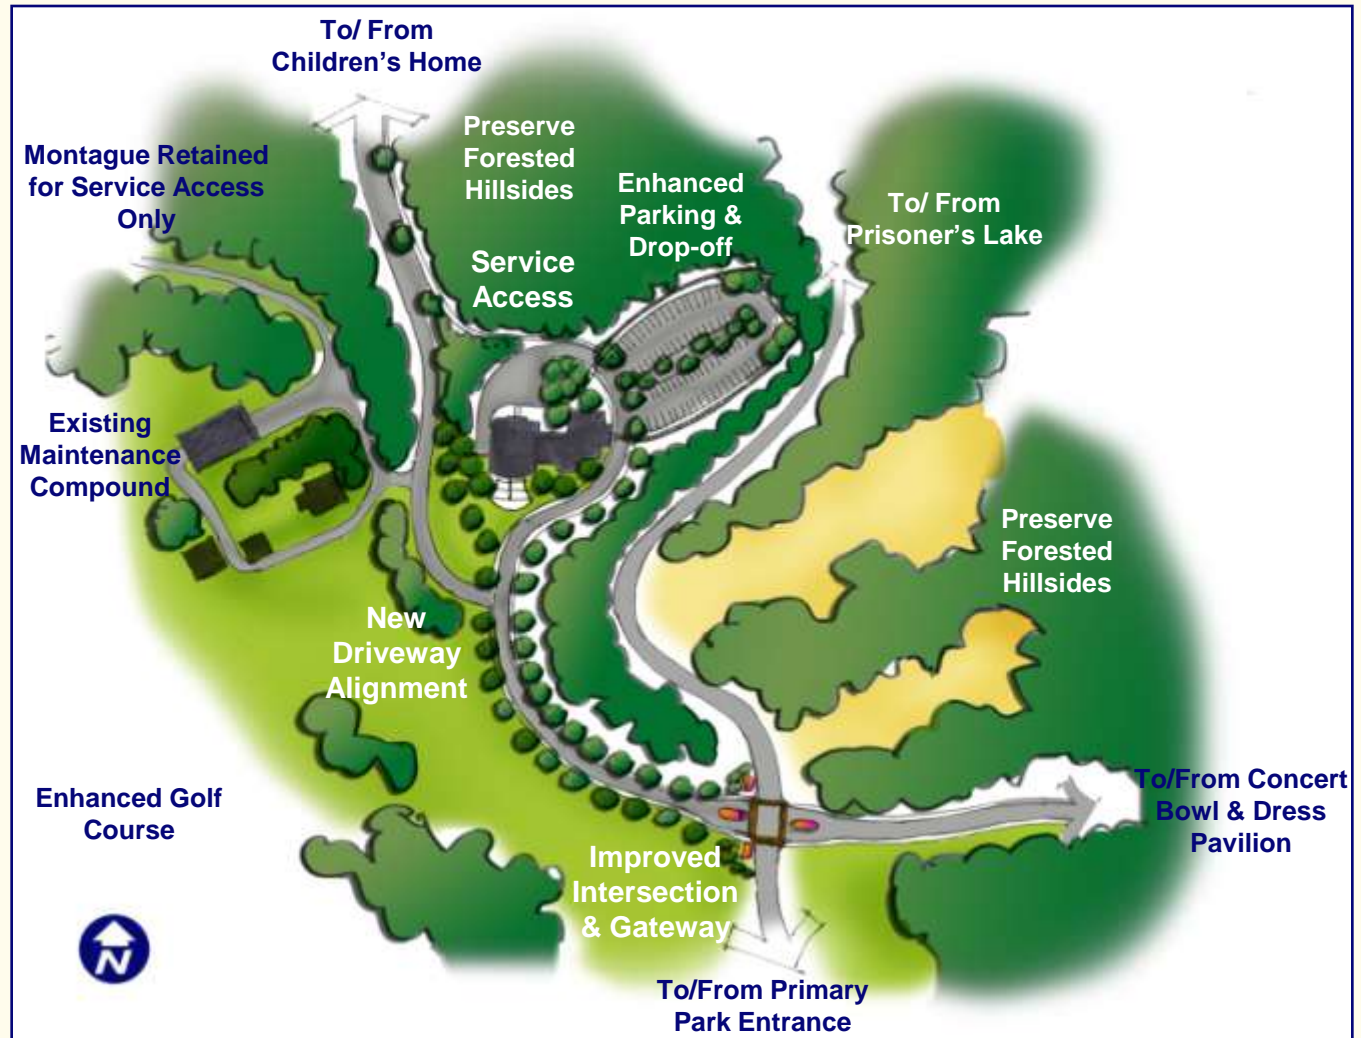 To/ From
Children's Home
Preserve
Forested
Hillsides
Montague Retained
for Service Access
Only
Enhanced
Parking &
Drop-off
To/ From
Prisoner's Lake
Service
Access
Existing
Maintenance
Compound
Preserve
Forested
Hillsides
New
Driveway
Alignment
Enhanced Golf
Course
To/From Concert
Bowl & Dress
Pavilion
Improved
Intersection
& Gateway
N
To/From Primary
Park Entrance